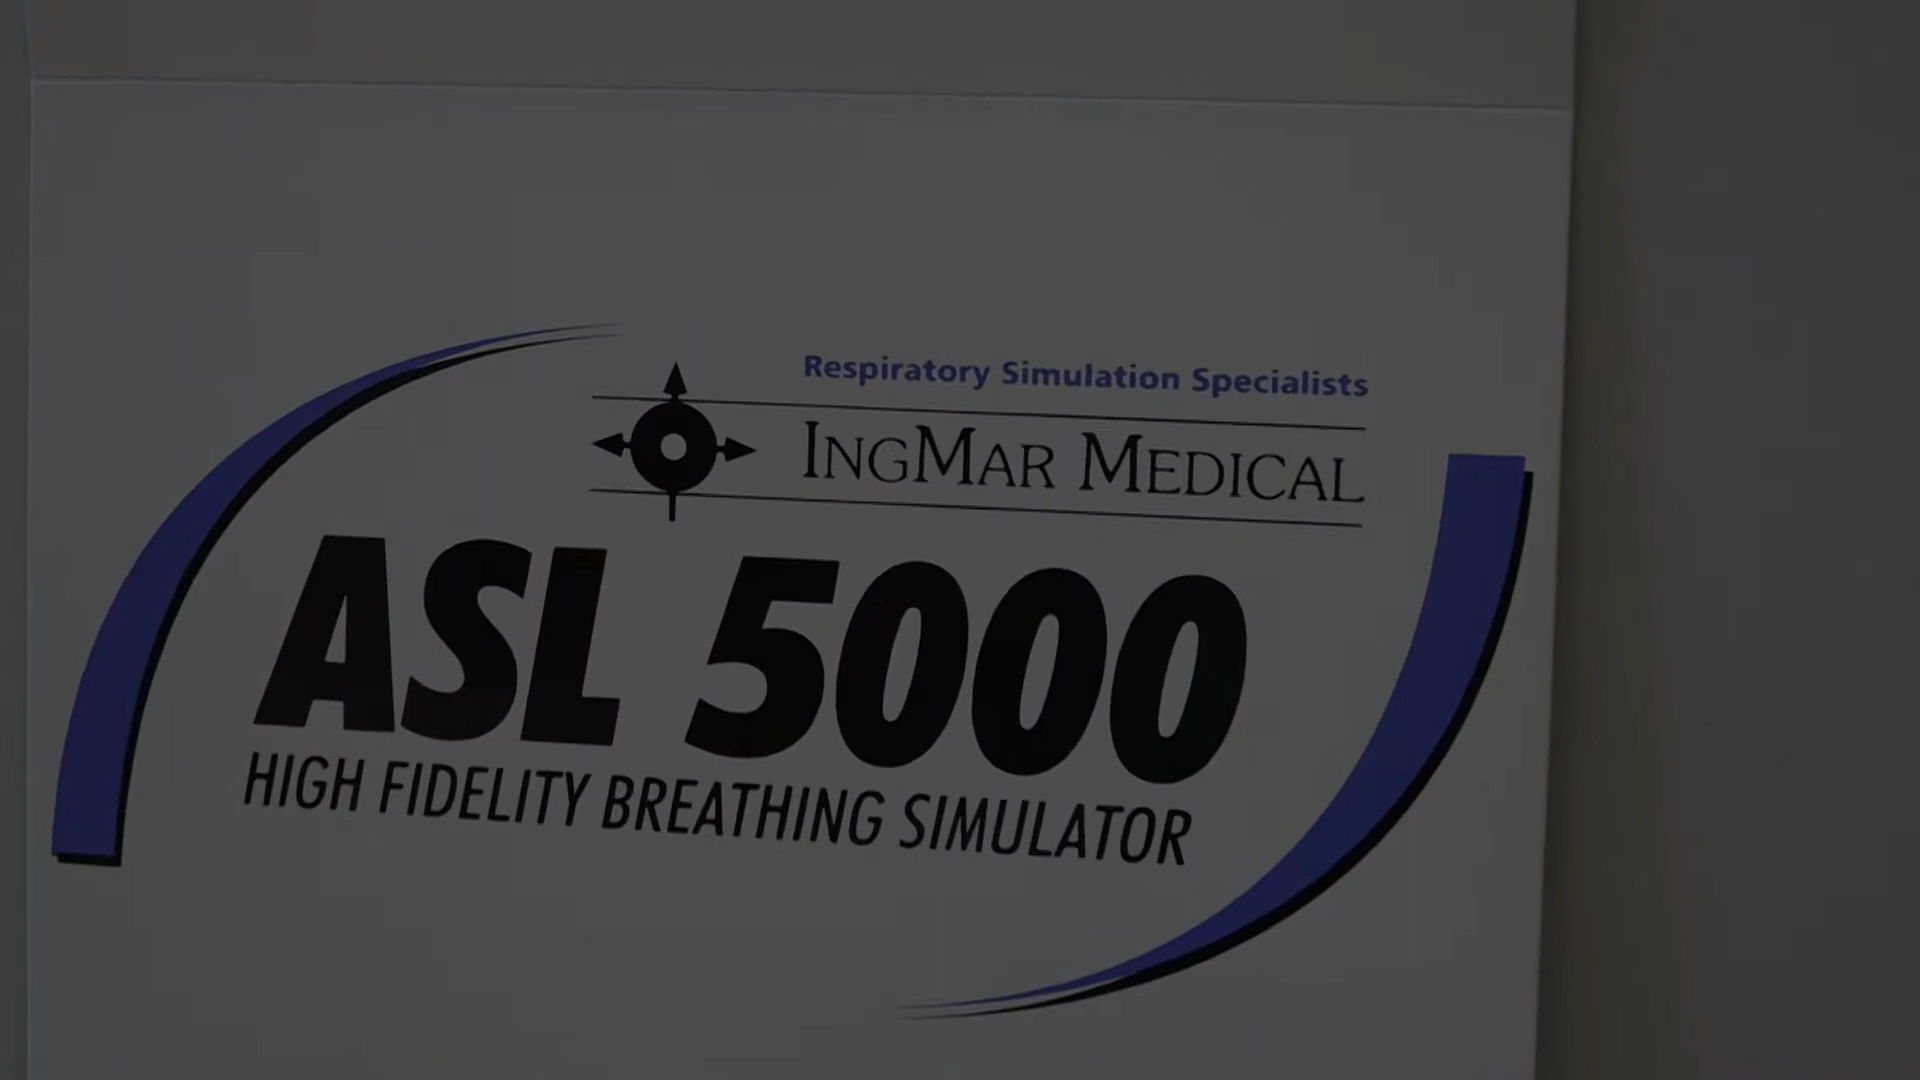 Respiratory Simulation Specialists
INGMAR MEDICAL
ASL 5000
HIGH FIDELITY BREATHING SIMULATOR